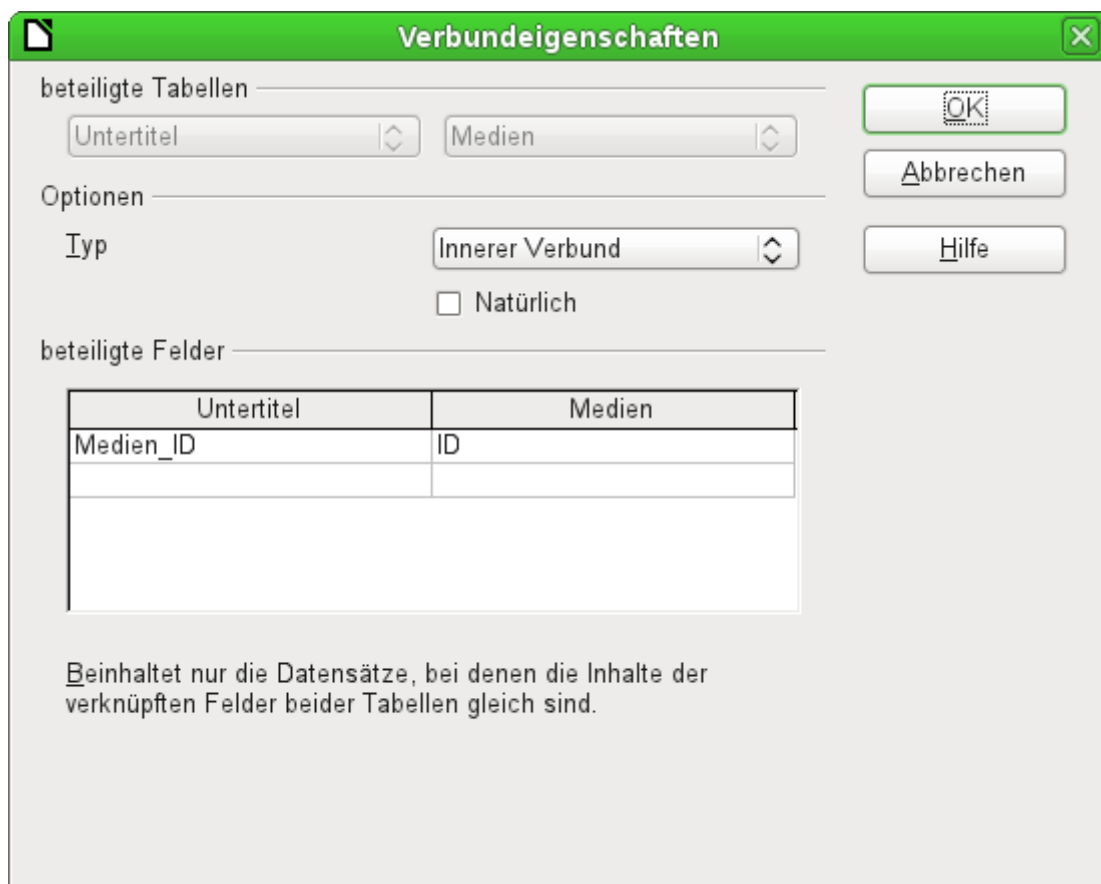 Verbundeigenschaften
beteiligte Tabellen
Untertitel Medien
OK
Abbrechen
Optionen
Typ Innerer Verbund
Hilfe
Natürlich
beteiligte Felder
Untertitel Medien
Medien_ID ID
Beinhaltet nur die Datensätze, bei denen die Inhalte der
verknüpften Felder beider Tabellen gleich sind.